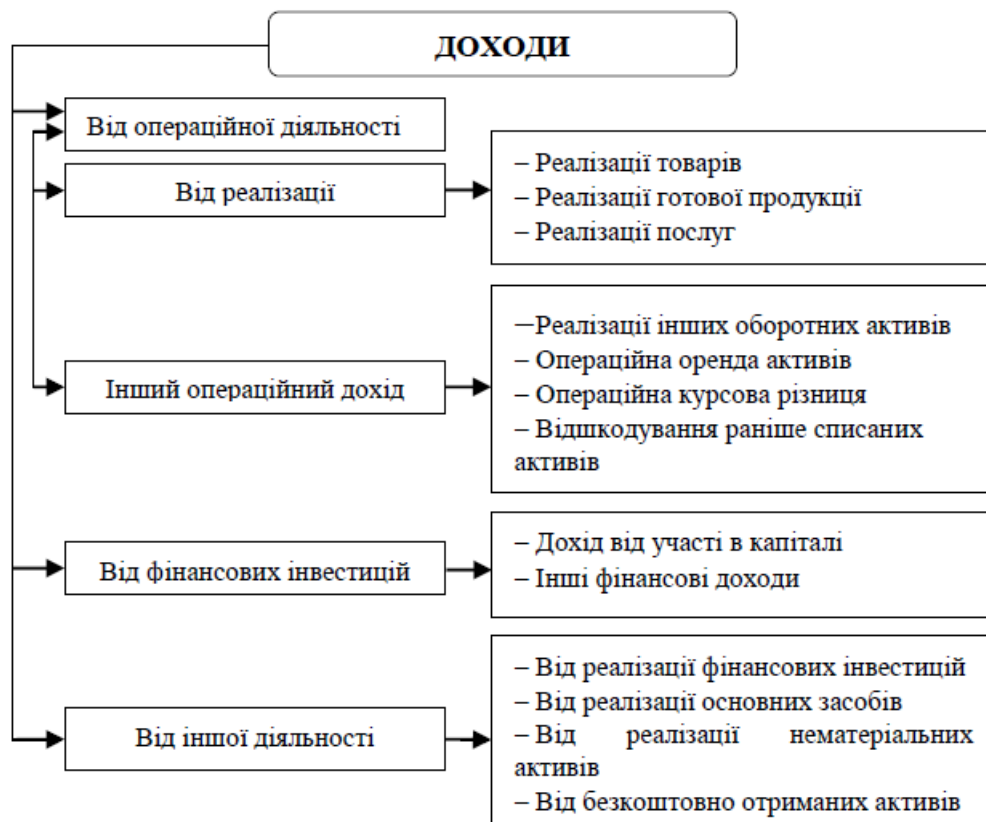 ДОХОДИ
Від операційної діяльності
Від реалізації
– Реалізації товарів
– Реалізації готової продукції
– Реалізації послуг
Інший операційний дохід
—Реалізації інших оборотних активів
– Операційна оренда активів
– Операційна курсова різниця
– Відшкодування раніше списаних
активів
Від фінансових інвестицій
– Дохід від участі в капіталі
– Інші фінансові доходи
Від іншої діяльності
– Від реалізації фінансових інвестицій
– Від реалізації основних засобів
– Від реалізації нематеріальних
активів
– Від безкоштовно отриманих активів